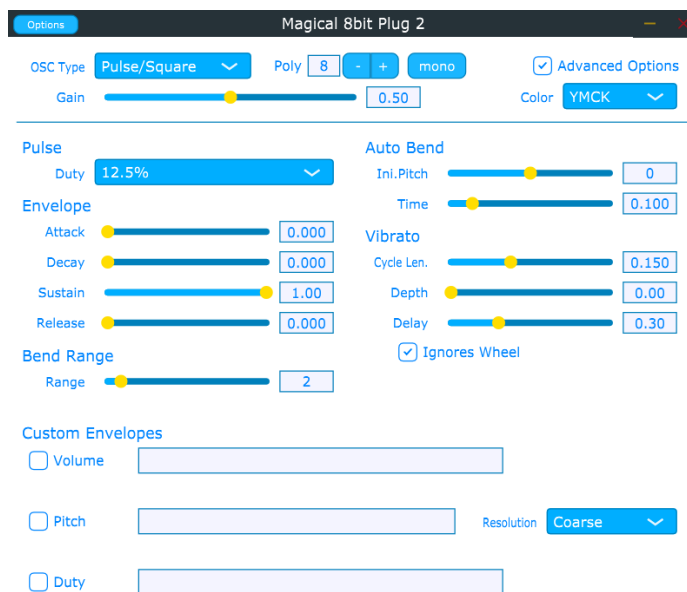 Options Magical 8bit Plug 2
OSC Type Pulse/Square Poly 8 - + mono Advanced Options
Gain 0.50 Color YMCK
Pulse Auto Bend
Duty 12.5% Ini.Pitch 0
Time 0.100
Envelope
Attack 0.000 Vibrato
Decay 0.000 Cycle Len. 0.150
Sustain 1.00 Depth 0.00
Release 0.000 Delay 0.30
Bend Range Ignores Wheel
Range 2
Custom Envelopes
Volume
Pitch Resolution Coarse
Duty